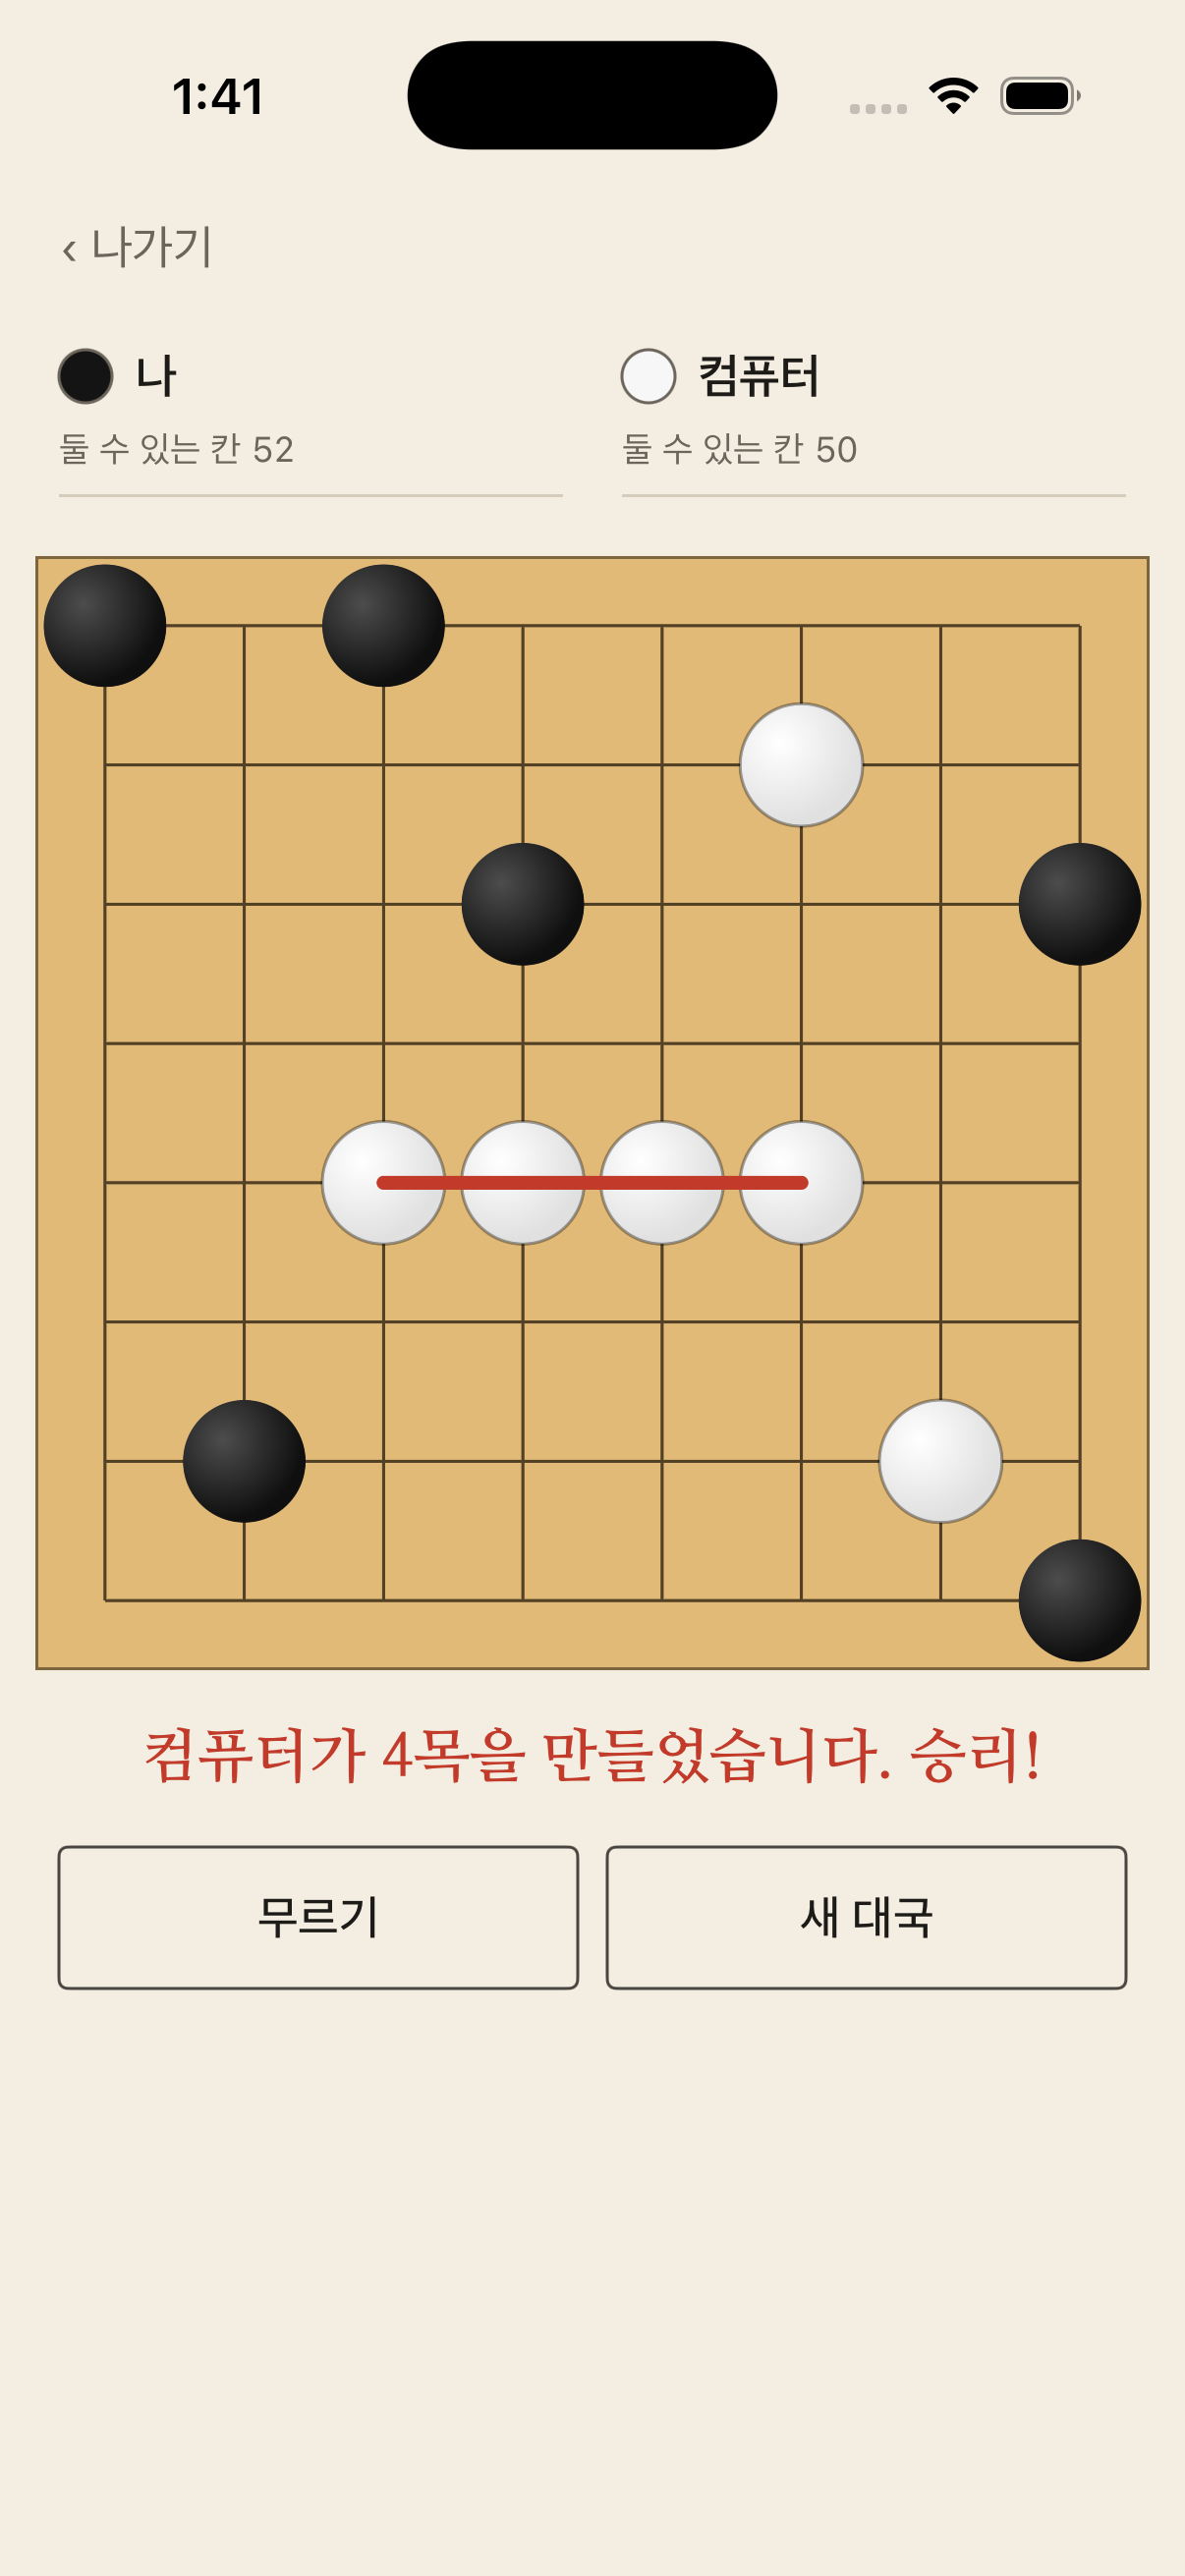 1:41
‹ 나가기
나
컴퓨터
둘 수 있는 칸 52
둘 수 있는 칸 50
컴퓨터가 4목을 만들었습니다. 승리!
무르기
새 대국